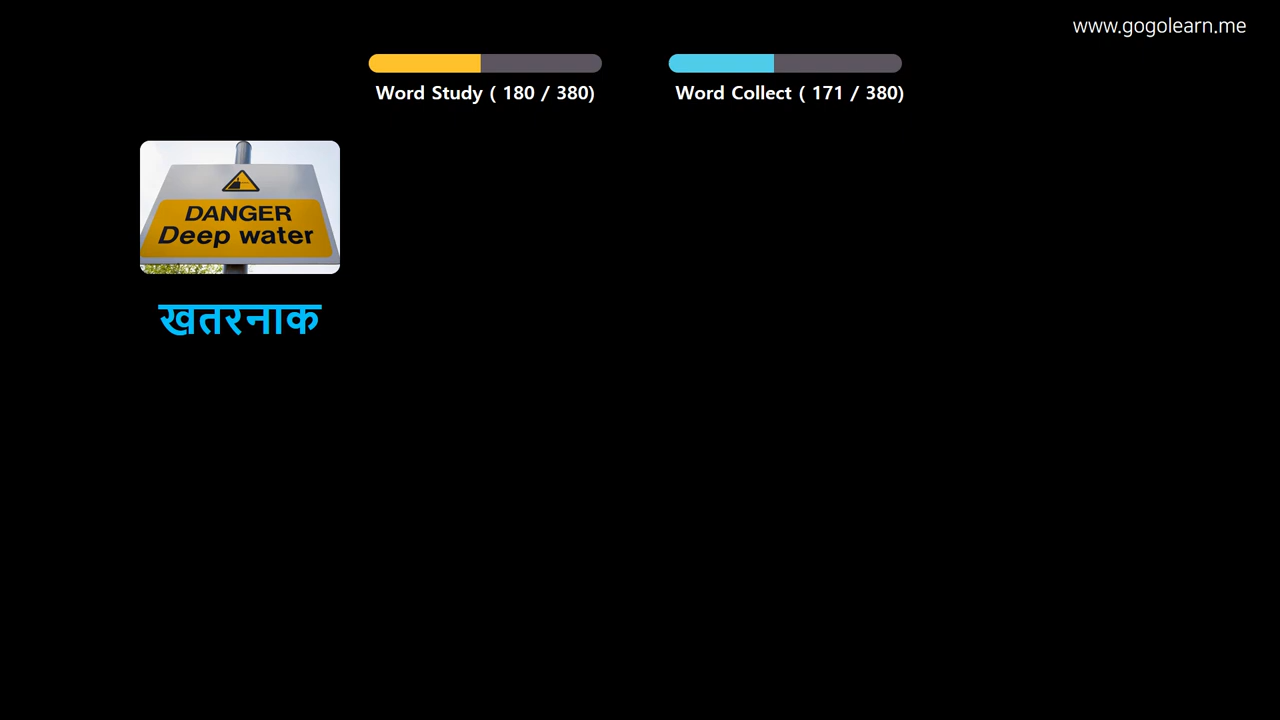 www.gogolearn.me
Word Study ( 180 / 380)
Word Collect ( 171 / 380)
DANGER
Deep water
खतरनाक